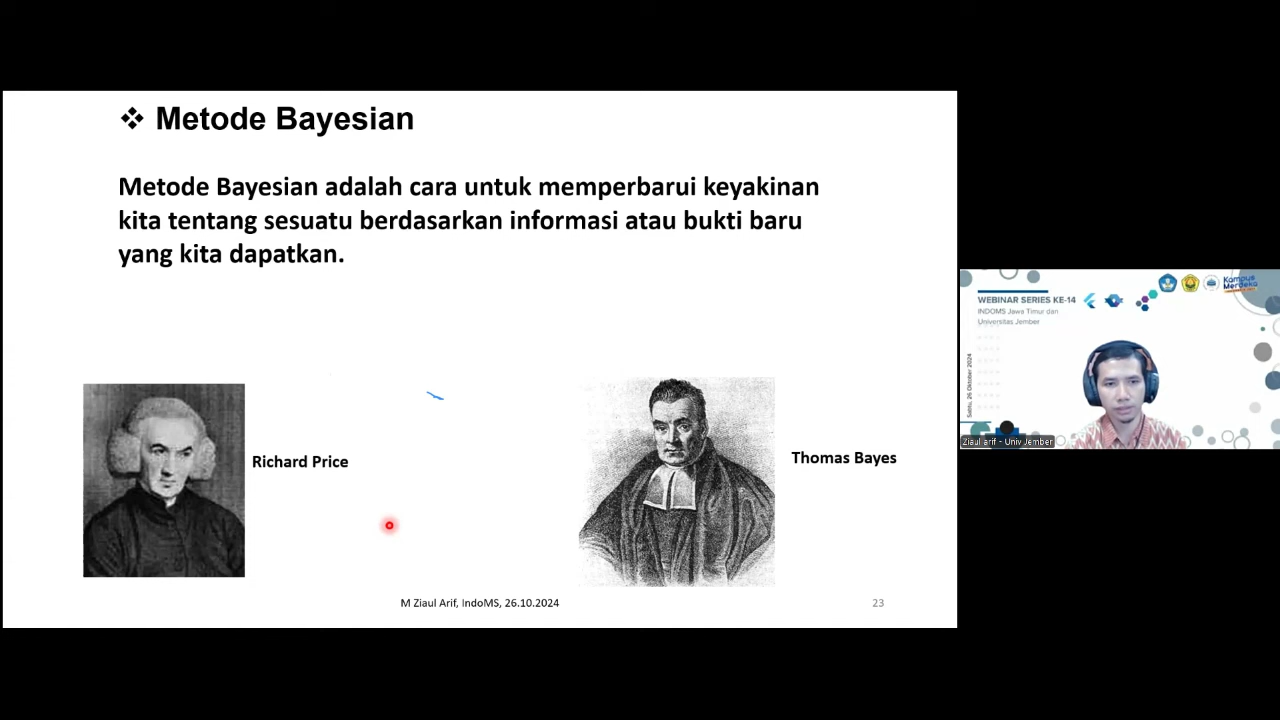 ❖ Metode Bayesian
Metode Bayesian adalah cara untuk memperbarui keyakinan
kita tentang sesuatu berdasarkan informasi atau bukti baru
yang kita dapatkan.
Richard Price
Thomas Bayes
M Ziaul Arif, IndoMS, 26.10.2024
23
WEBINAR SERIES KE-14
INDOMS Jawa Timur dan
Universitas Jember
Kampus
Merdeka
Sabtu, 26 Oktober 2024
Ziaul arif - Univ Jember